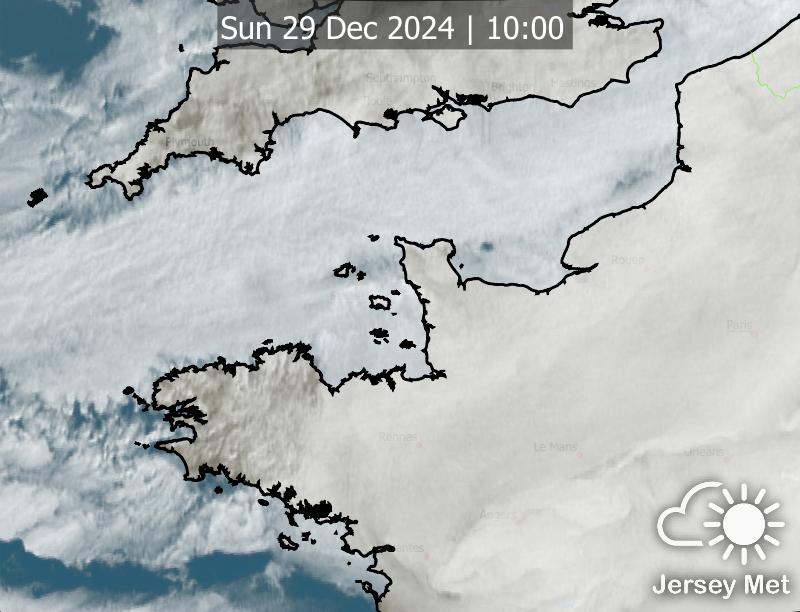 Sun 29 Dec 2024 | 10:00
Southampton
Brighton
Hastings
Plymouth
Rouen
Paris
Rennes
Le Mans
Orleans
Angers
Nantes
Jersey Met